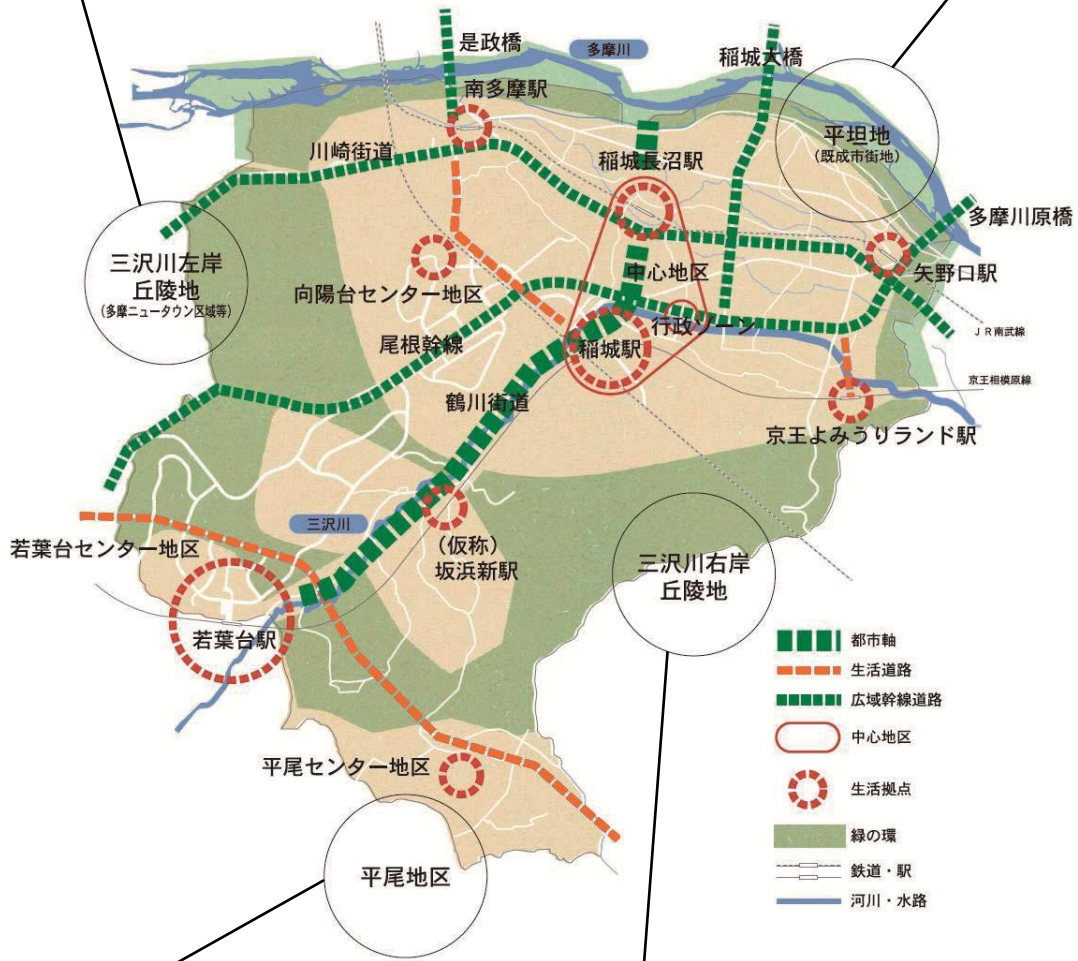 是政橋
多摩川
稲城大橋
南多摩駅
平坦地
(既成市街地)
川崎街道
稲城長沼駅
多摩川原橋
三沢川左岸
丘陵地
(多摩ニュータウン区域等)
向陽台センター地区
中心地区
矢野口駅
行政ゾーン
JR南武線
尾根幹線
稲城駅
京王相模原線
鶴川街道
京王よみうりランド駅
三沢川
若葉台センター地区
(仮称)
坂浜新駅
三沢川右岸
丘陵地
若葉台駅
平尾センター地区
平尾地区
都市軸
生活道路
広域幹線道路
中心地区
生活拠点
緑の環
鉄道・駅
河川・水路